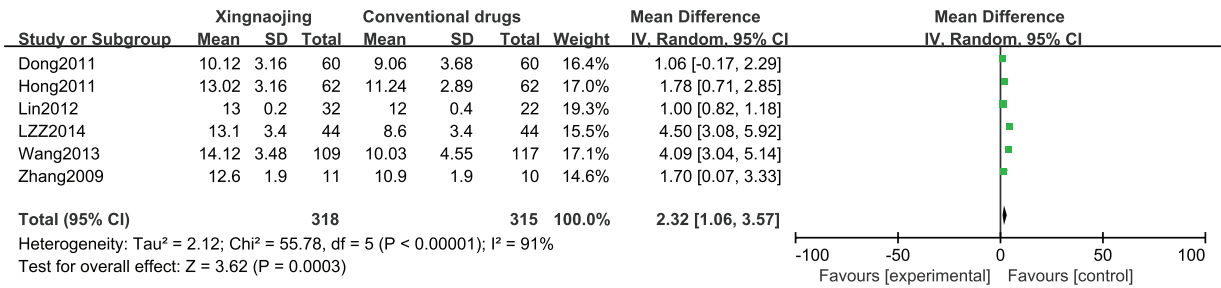 Xingnaojing Conventional drugs Mean Difference Mean Difference
Study or Subgroup Mean SD Total Mean SD Total Weight IV, Random, 95% CI IV, Random, 95% CI
Dong2011 10.12 3.16 60 9.06 3.68 60 16.4% 1.06 [-0.17, 2.29]
Hong2011 13.02 3.16 62 11.24 2.89 62 17.0% 1.78 [0.71, 2.85]
Lin2012 13 0.2 32 12 0.4 22 19.3% 1.00 [0.82, 1.18]
LZZ2014 13.1 3.4 44 8.6 3.4 44 15.5% 4.50 [3.08, 5.92]
Wang2013 14.12 3.48 109 10.03 4.55 117 17.1% 4.09 [3.04, 5.14]
Zhang2009 12.6 1.9 11 10.9 1.9 10 14.6% 1.70 [0.07, 3.33]
Total (95% CI) 318 315 100.0% 2.32 [1.06, 3.57]
Heterogeneity: Tau² = 2.12; Chi² = 55.78, df = 5 (P < 0.00001); I² = 91%
Test for overall effect: Z = 3.62 (P = 0.0003)
-100 -50 0 50 100
Favours [experimental] Favours [control]